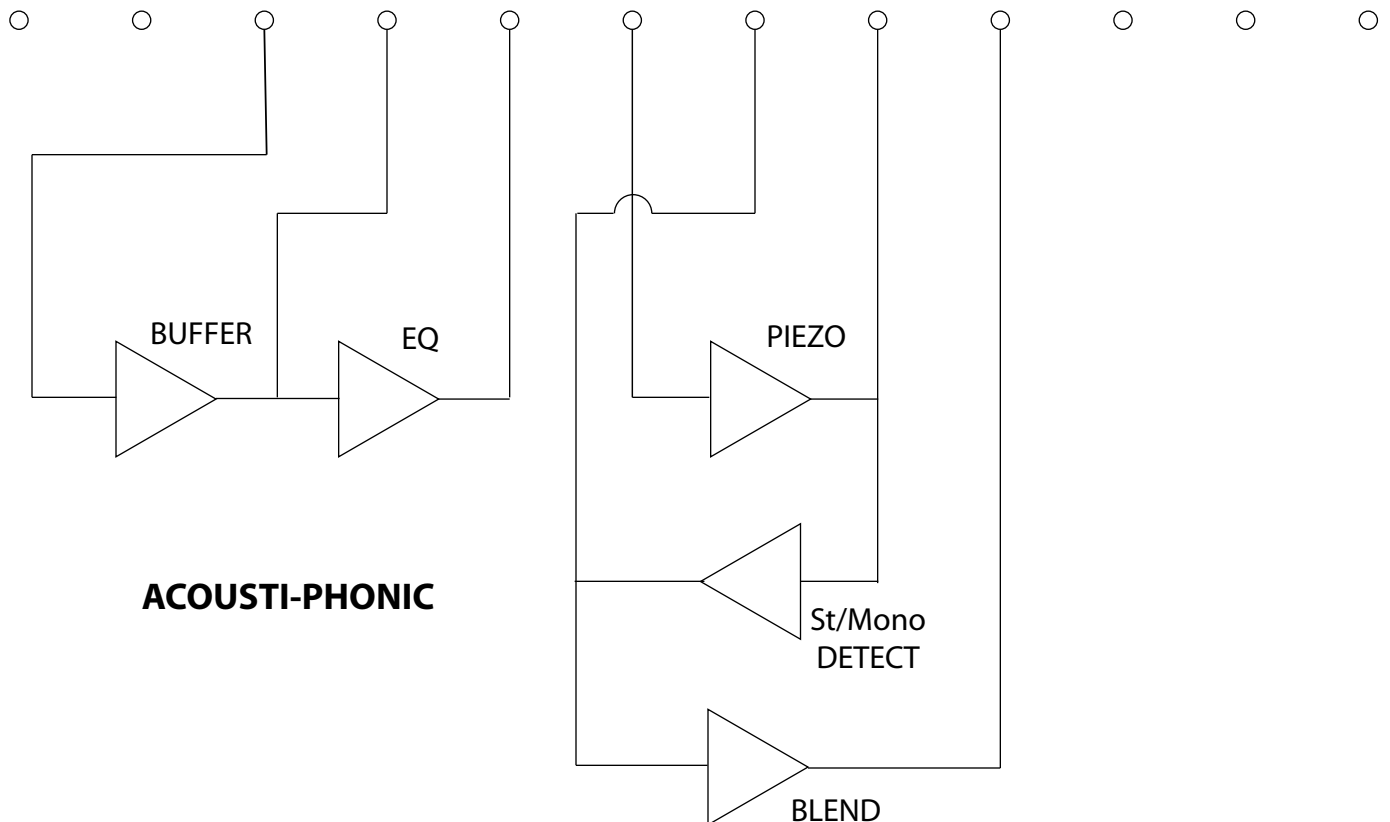 BUFFER
EQ
PIEZO
ACOUSTI-PHONIC
St/Mono
DETECT
BLEND